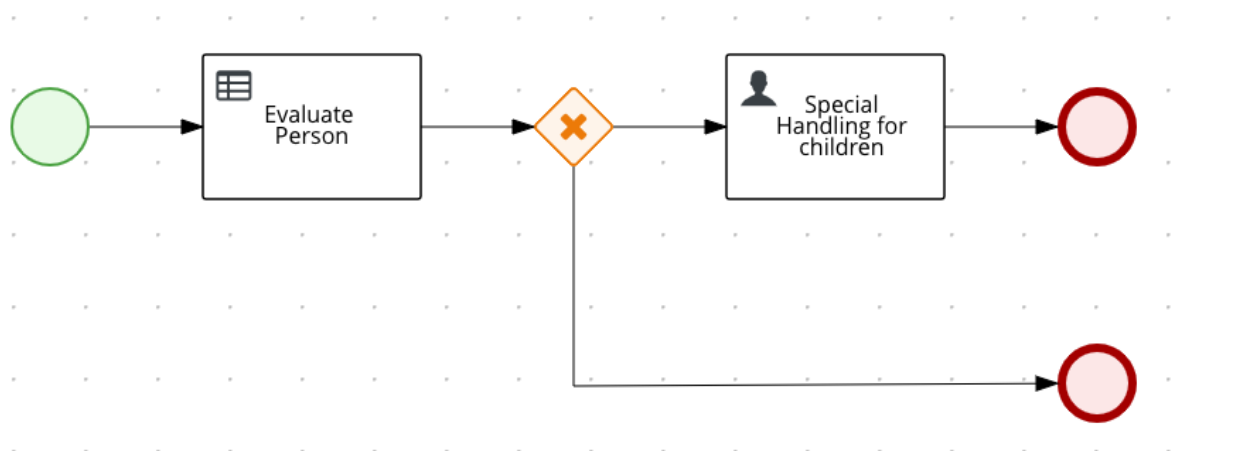 Evaluate
Person
Special
Handling for
children